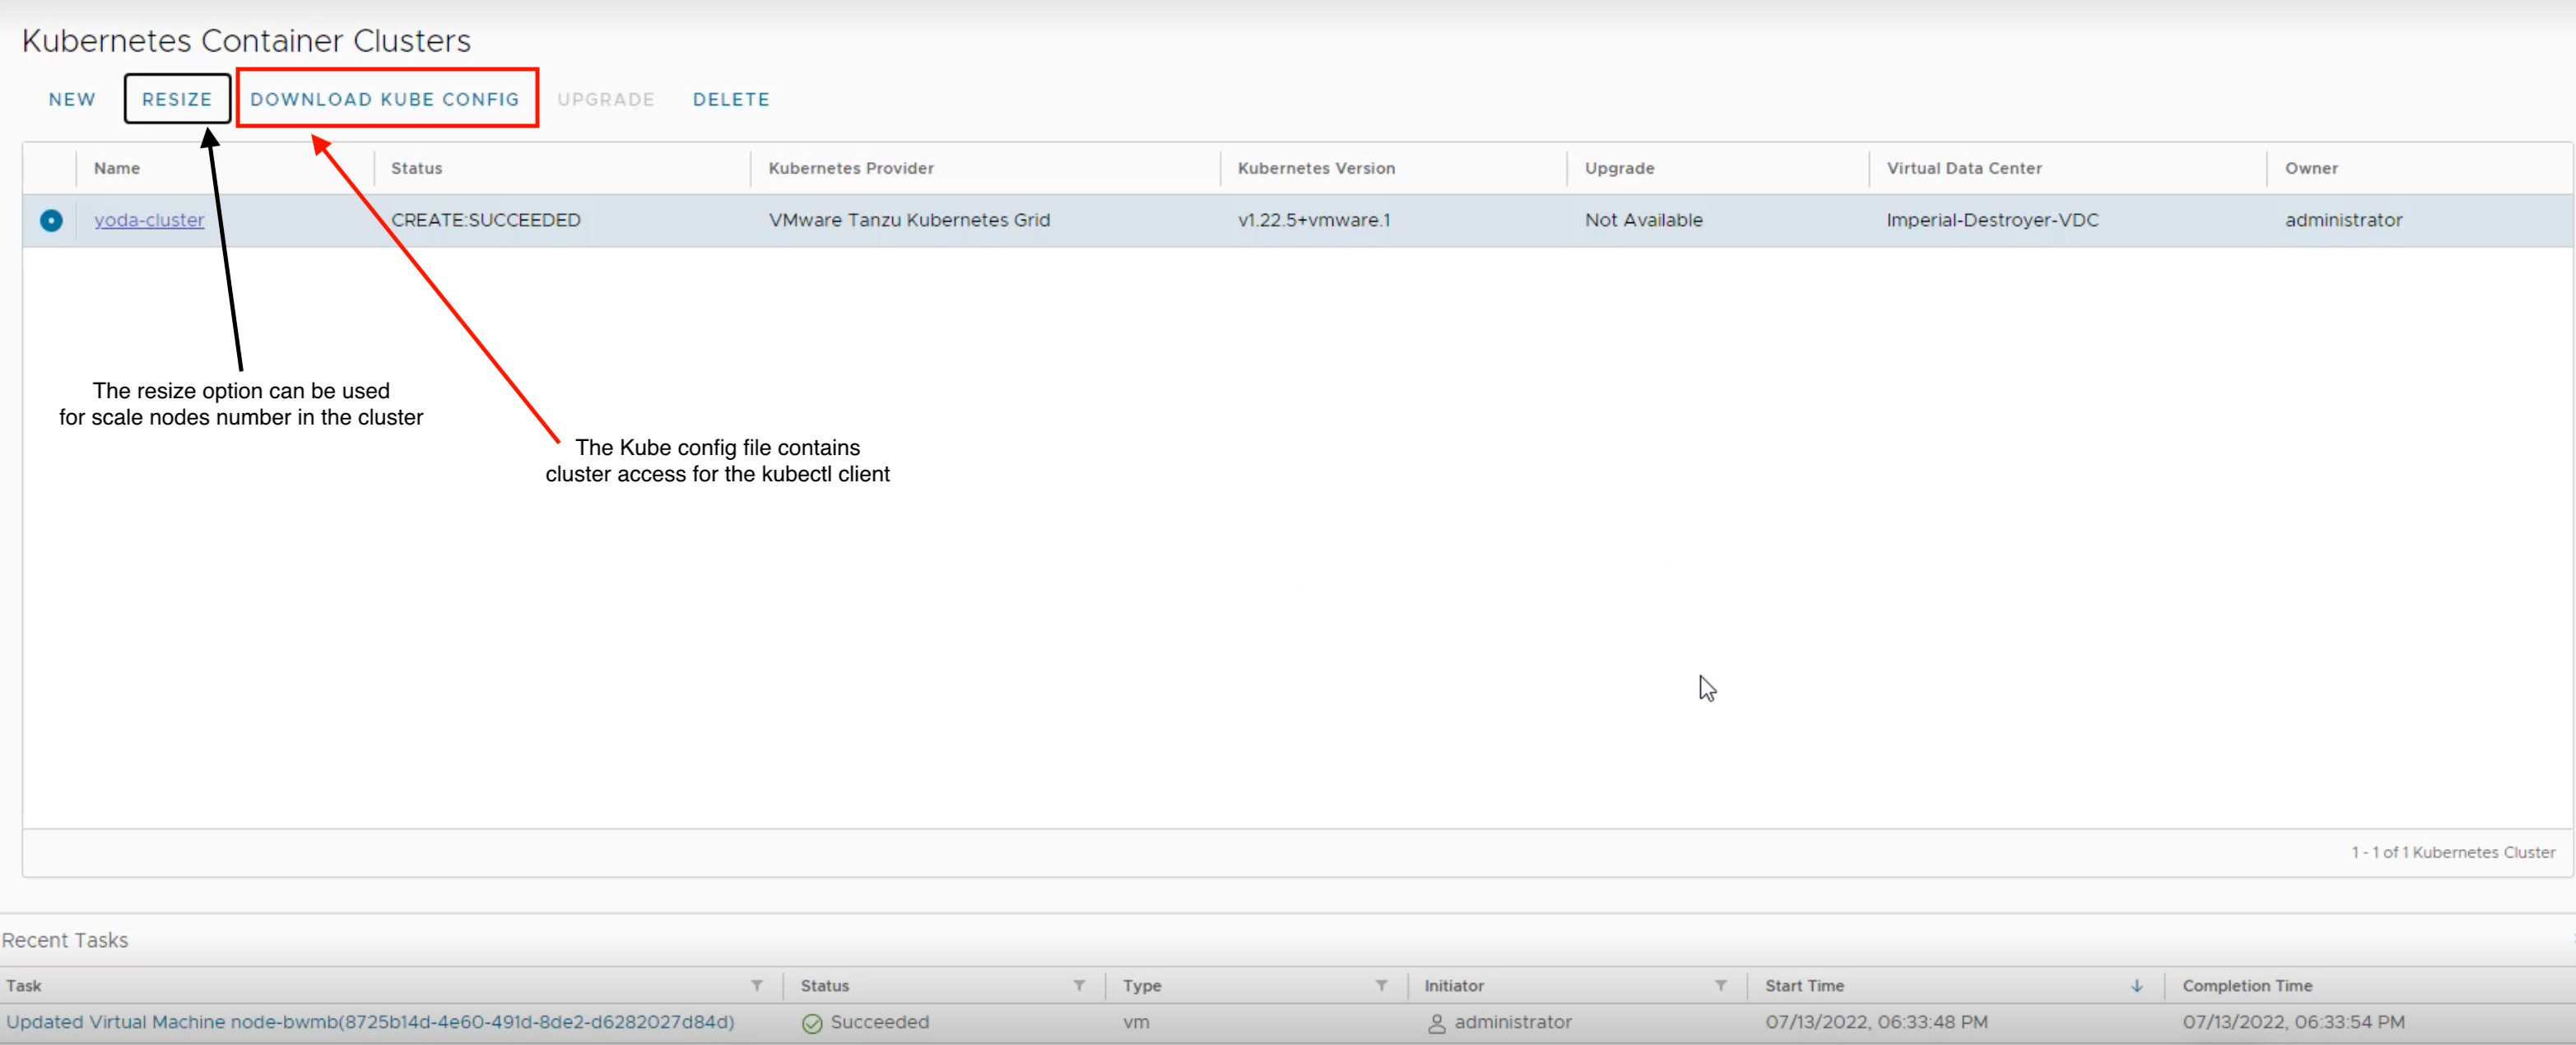 Kubernetes Container Clusters
NEW RESIZE DOWNLOAD KUBE CONFIG UPGRADE DELETE
Name Status Kubernetes Provider Kubernetes Version Upgrade Virtual Data Center Owner
yoda-cluster CREATE:SUCCEEDED VMware Tanzu Kubernetes Grid v1.22.5+vmware.1 Not Available Imperial-Destroyer-VDC administrator
The resize option can be used
for scale nodes number in the cluster
The Kube config file contains
cluster access for the kubectl client
1 - 1 of 1 Kubernetes Cluster
Recent Tasks
Task Status Type Initiator Start Time Completion Time
Updated Virtual Machine node-bwmb(8725b14d-4e60-491d-8de2-d6282027d84d) Succeeded vm administrator 07/13/2022, 06:33:48 PM 07/13/2022, 06:33:54 PM